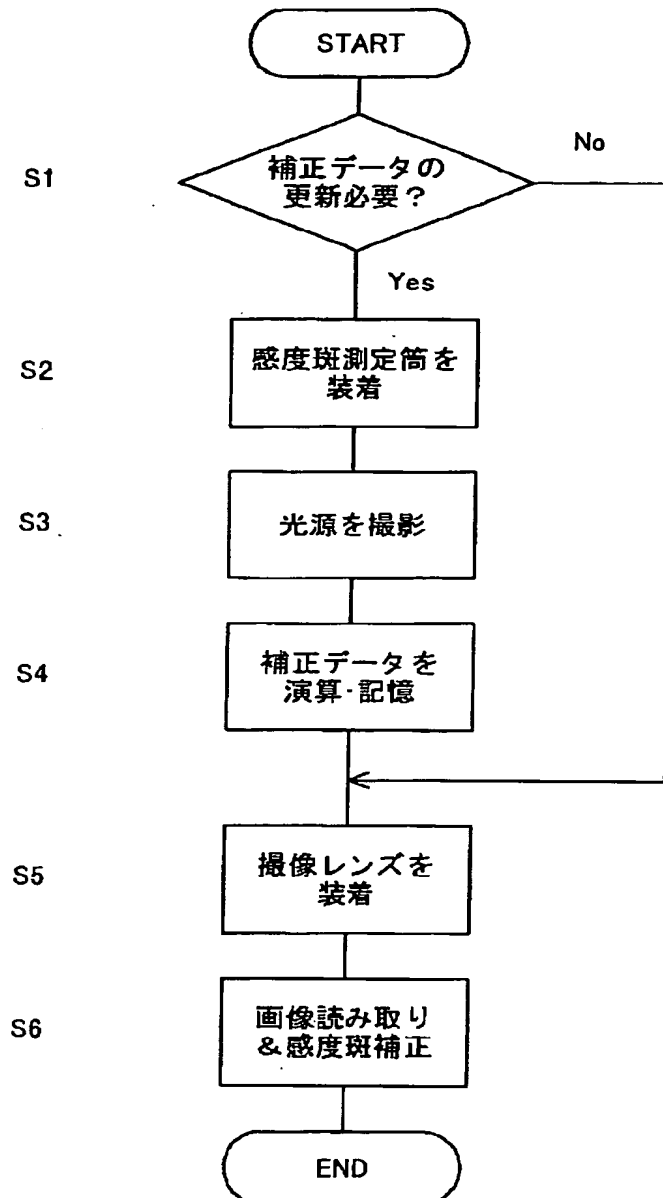 START
No
S1
補正データの
更新必要？
Yes
S2
感度斑測定筒を
装着
S3
光源を撮影
S4
補正データを
演算・記憶
S5
撮像レンズを
装着
S6
画像読み取り
&感度斑補正
END